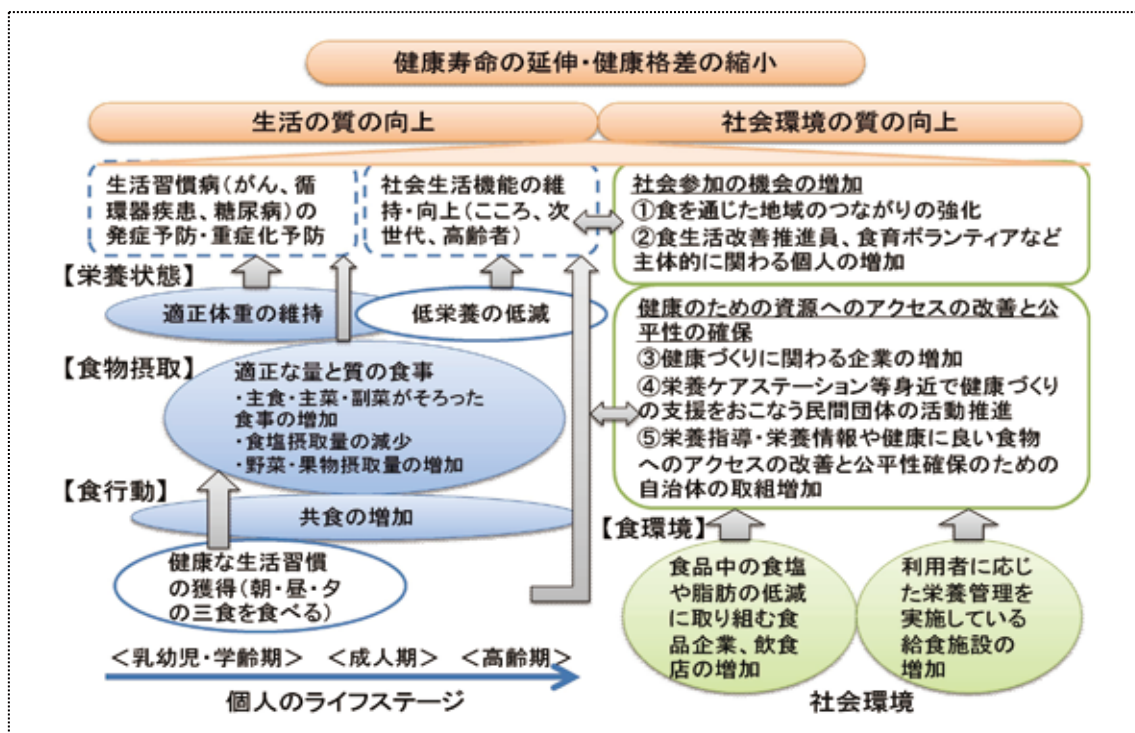 健康寿命の延伸・健康格差の縮小
生活の質の向上
社会環境の質の向上
生活習慣病(がん、循
環器疾患、糖尿病)の
発症予防・重症化予防
社会生活機能の維
持・向上(こころ、次
世代、高齢者)
【栄養状態】
適正体重の維持
低栄養の低減
【食物摂取】
適正な量と質の食事
・主食・主菜・副菜がそろった
食事の増加
・食塩摂取量の減少
・野菜・果物摂取量の増加
【食行動】
共食の増加
健康な生活習慣
の獲得(朝・昼・夕
の三食を食べる)
<乳幼児・学齢期>
<成人期>
<高齢期>
個人のライフステージ
社会参加の機会の増加
①食を通じた地域のつながりの強化
②食生活改善推進員、食育ボランティアなど
主体的に関わる個人の増加
健康のための資源へのアクセスの改善と公
平性の確保
③健康づくりに関わる企業の増加
④栄養ケアステーション等身近で健康づくり
の支援をおこなう民間団体の活動推進
⑤栄養指導・栄養情報や健康に良い食物
へのアクセスの改善と公平性確保のための
自治体の取組増加
【食環境】
食品中の食塩
や脂肪の低減
に取り組む食
品企業、飲食
店の増加
利用者に応じ
た栄養管理を
実施している
給食施設の
増加
社会環境